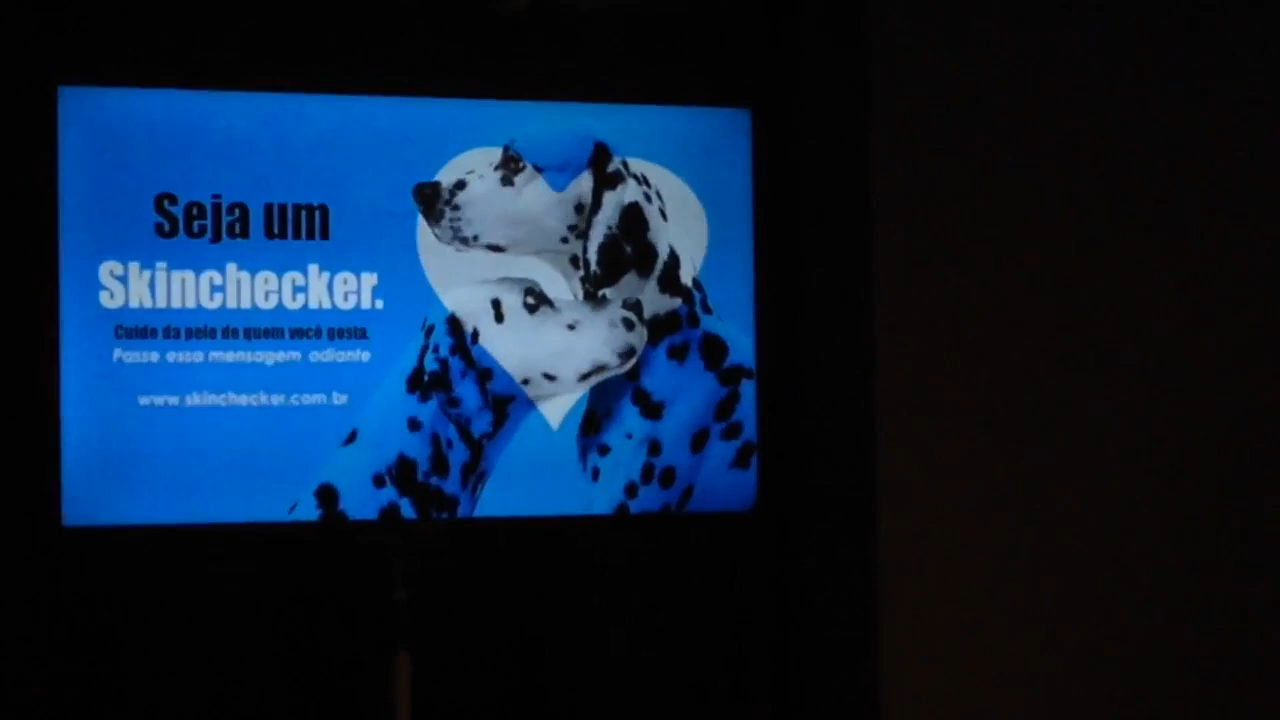 Seja um
Skinchecker.
Cuide da pele de quem você gosta.
Passe essa mensagem adiante
www.skinchecker.com.br